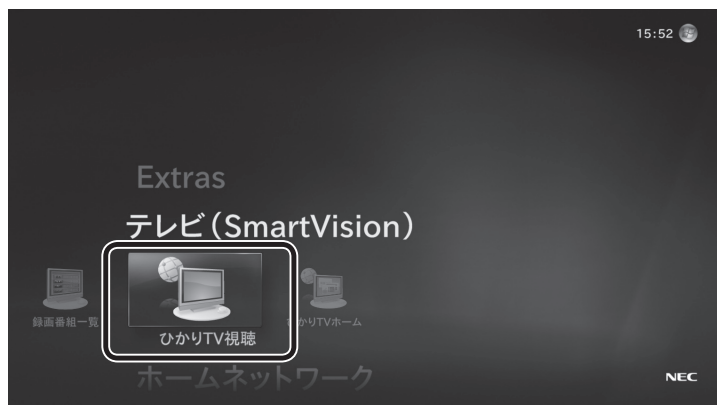 15:52
Extras
テレビ（SmartVision）
録画番組一覧
ひかりTV視聴
ひかりTVホーム
ホームネットワーク
NEC